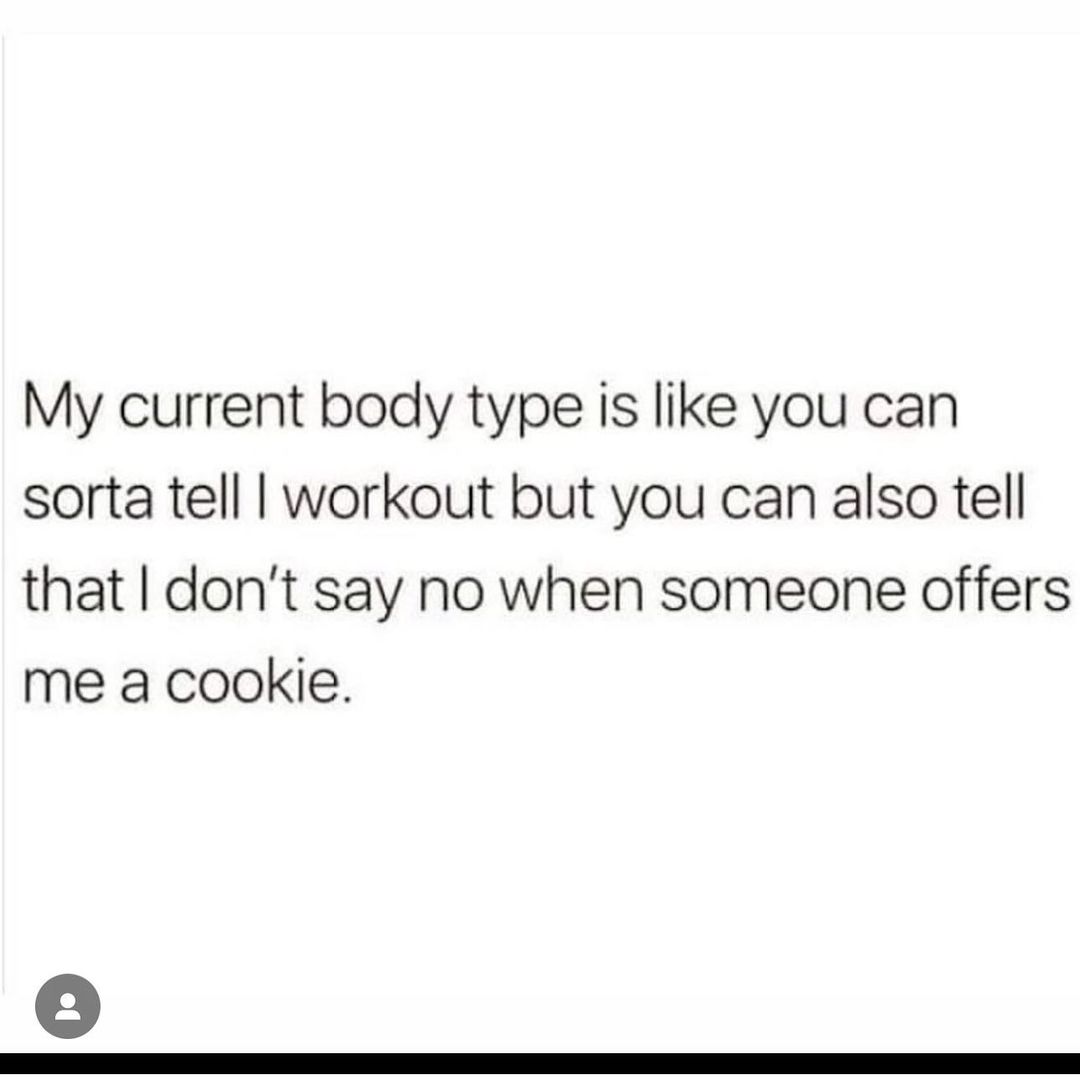 My current body type is like you can
sorta tell I workout but you can also tell
that I don't say no when someone offers
me a cookie.